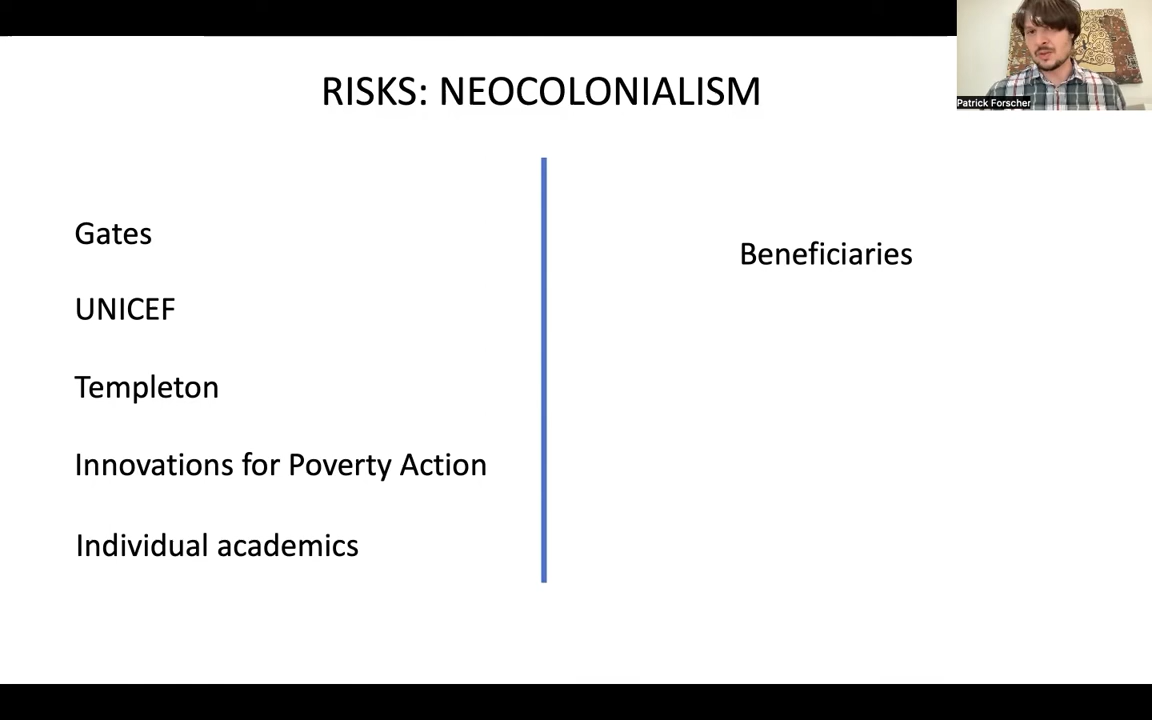 RISKS: NEOCOLONIALISM
Patrick Forscher
Gates
Beneficiaries
UNICEF
Templeton
Innovations for Poverty Action
Individual academics